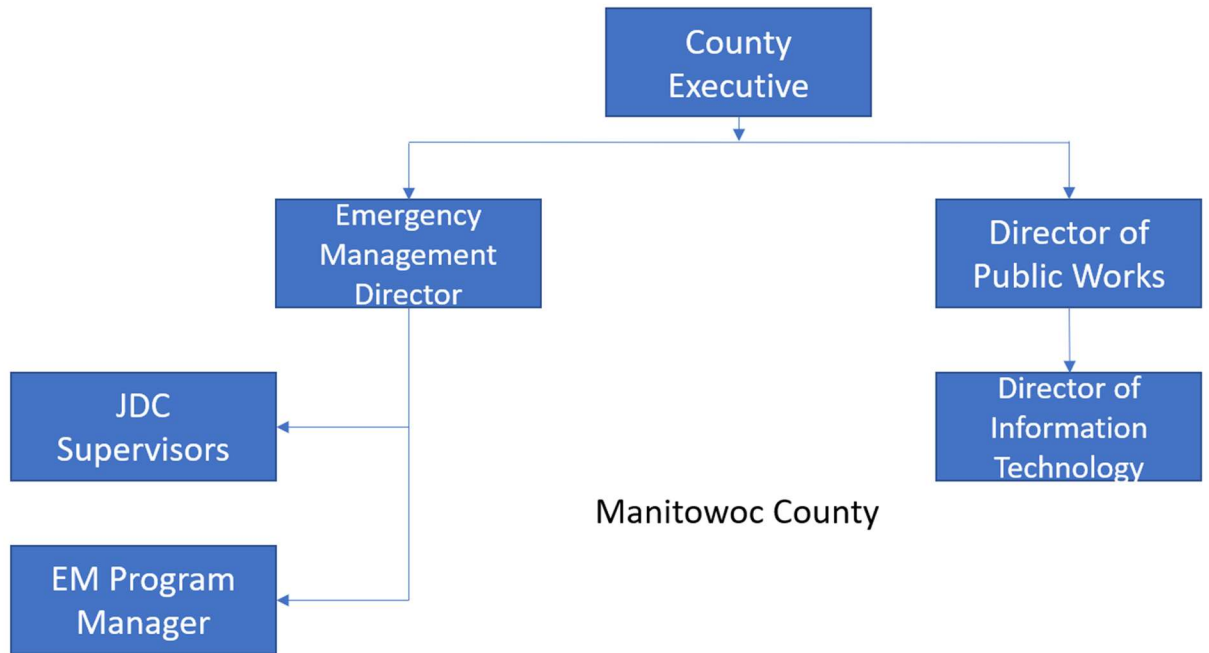 County
Executive
Emergency
Management
Director
Director of
Public Works
JDC
Supervisors
Director of
Information
Technology
Manitowoc County
EM Program
Manager